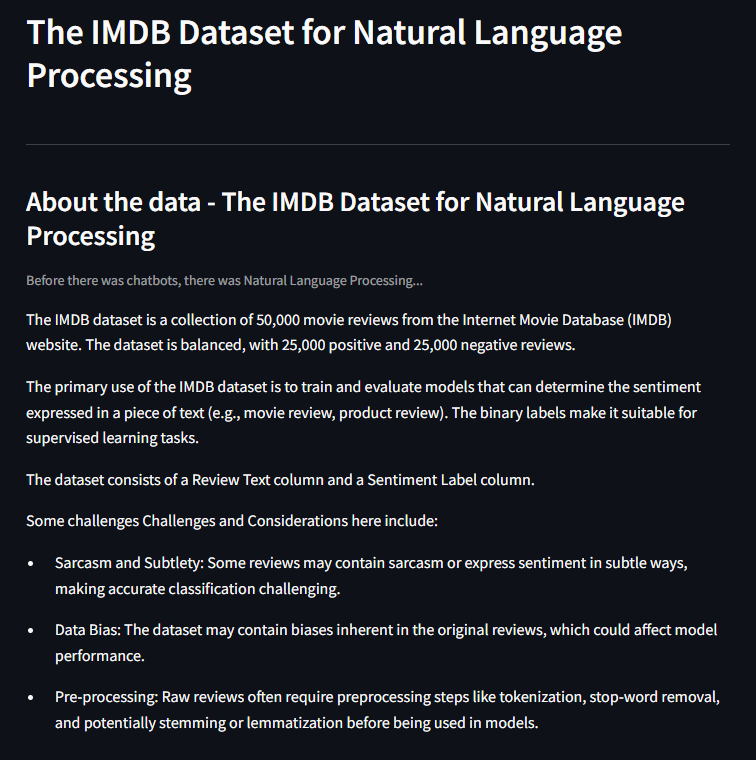 The IMDB Dataset for Natural Language
Processing
About the data - The IMDB Dataset for Natural Language
Processing
Before there was chatbots, there was Natural Language Processing...
The IMDB dataset is a collection of 50,000 movie reviews from the Internet Movie Database (IMDB)
website. The dataset is balanced, with 25,000 positive and 25,000 negative reviews.
The primary use of the IMDB dataset is to train and evaluate models that can determine the sentiment
expressed in a piece of text (e.g., movie review, product review). The binary labels make it suitable for
supervised learning tasks.
The dataset consists of a Review Text column and a Sentiment Label column.
Some challenges Challenges and Considerations here include:
• Sarcasm and Subtlety: Some reviews may contain sarcasm or express sentiment in subtle ways,
making accurate classification challenging.
• Data Bias: The dataset may contain biases inherent in the original reviews, which could affect model
performance.
• Pre-processing: Raw reviews often require preprocessing steps like tokenization, stop-word removal,
and potentially stemming or lemmatization before being used in models.